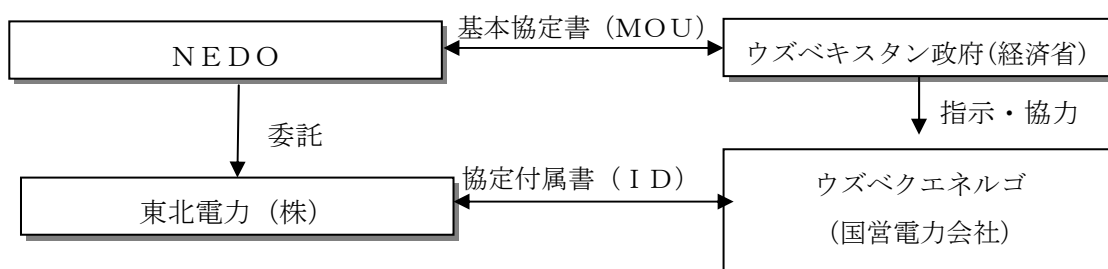 基本協定書（ＭＯＵ）
ＮＥＤＯ
ウズベキスタン政府(経済省)
委託
指示・協力
協定付属書（ＩＤ）
東北電力（株）
ウズベクエネルゴ
(国営電力会社)